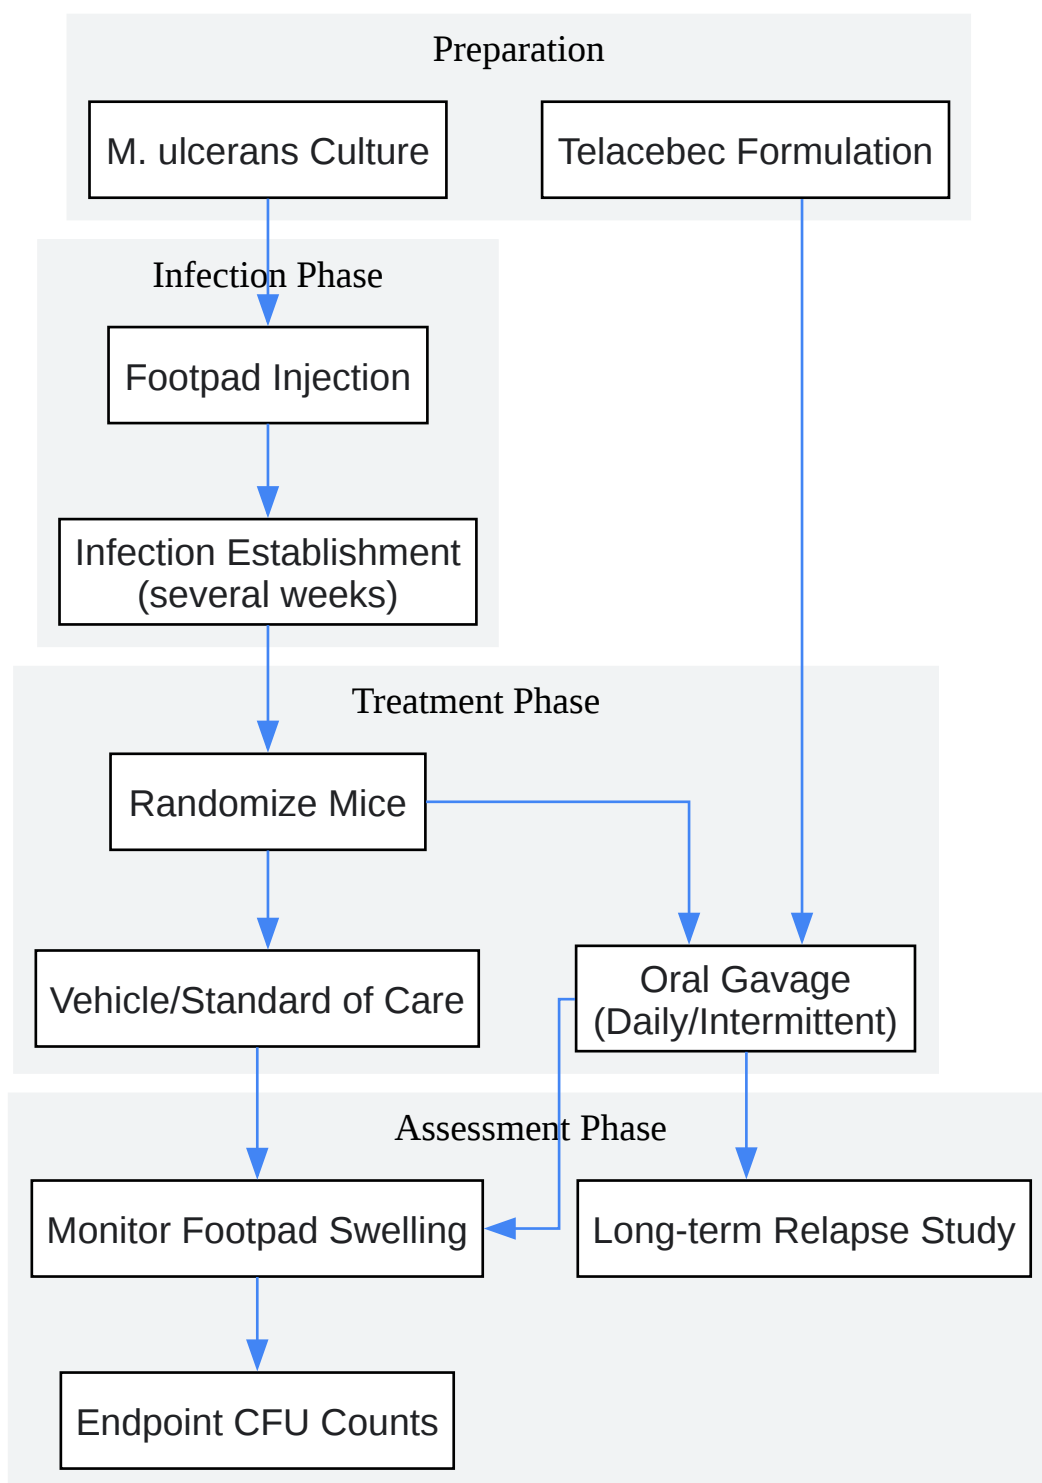 Preparation
M. ulcerans Culture
Telacebec Formulation
Infection Phase
Footpad Injection
Infection Establishment
(several weeks)
Treatment Phase
Randomize Mice
Vehicle/Standard of Care
Oral Gavage
(Daily/Intermittent)
Assessment Phase
Monitor Footpad Swelling
Long-term Relapse Study
Endpoint CFU Counts